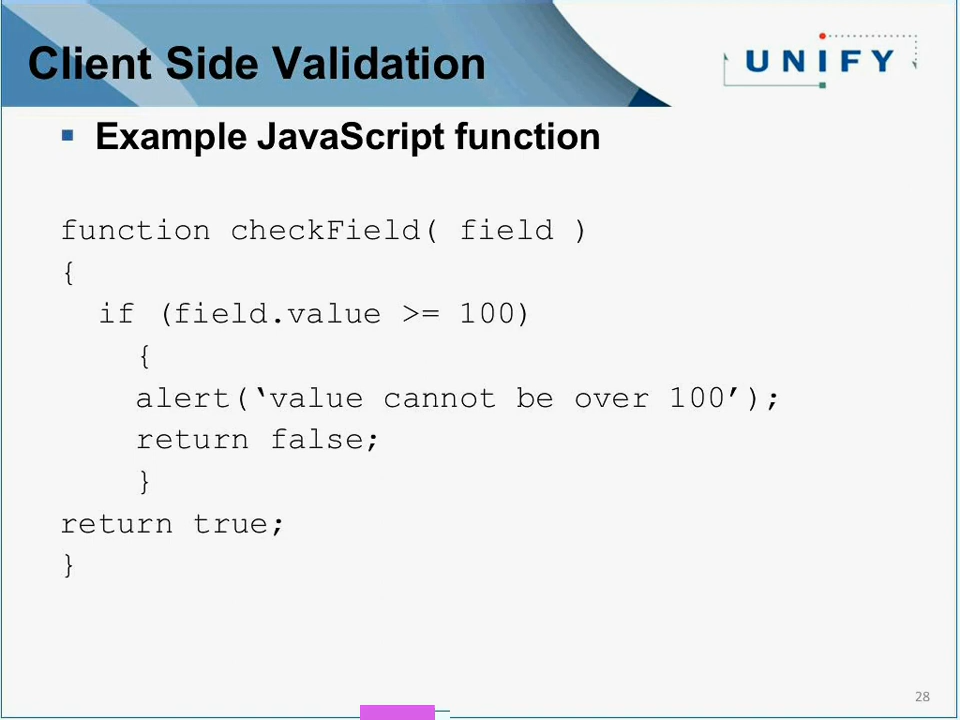 Client Side Validation
UNIFY
▪ Example JavaScript function
function checkField( field )
{
if (field.value >= 100)
{
alert(‘value cannot be over 100’);
return false;
}
return true;
}
28